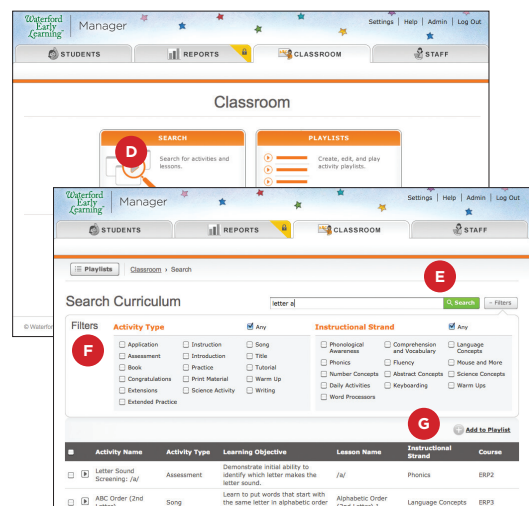 Waterford
Early
Learning™
Manager
Settings | Help | Admin | Log Out
STUDENTS
REPORTS
CLASSROOM
STAFF
Classroom
SEARCH
Search for activities and
lessons.
D
PLAYLISTS
Create, edit, and play
activity playlists.
© Waterfor
Waterford
Early
Learning™
Manager
Settings | Help | Admin | Log Out
STUDENTS
REPORTS
CLASSROOM
STAFF
Playlists
Classroom › Search
E
Search Curriculum
letter a
Search
- Filters
Filters
F
Activity Type
Any
Application
Instruction
Song
Assessment
Introduction
Title
Book
Practice
Tutorial
Congratulations
Print Material
Warm Up
Extensions
Science Activity
Writing
Extended Practice
Instructional Strand
Any
Phonological
Awareness
Comprehension
and Vocabulary
Language
Concepts
Phonics
Fluency
Mouse and More
Number Concepts
Abstract Concepts
Science Concepts
Daily Activities
Keyboarding
Warm Ups
Word Processors
G
Add to Playlist
Activity Name
Activity Type
Learning Objective
Lesson Name
Instructional
Strand
Course
Letter Sound
Screening: /a/
Assessment
Demonstrate initial ability to
identify which letter makes the
letter sound.
/a/
Phonics
ERP2
ABC Order (2nd
Song
Learn to put words that start with
the same letter in alphabetic order
Alphabetic Order
Language Concepts
ERP3